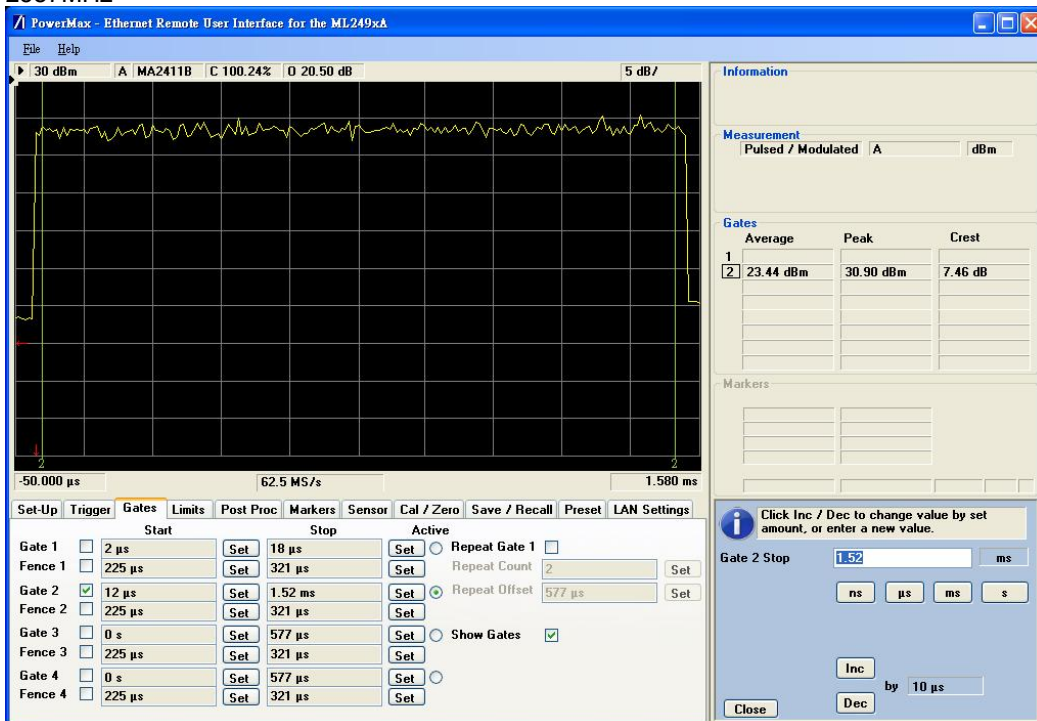 PowerMax - Ethernet Remote User Interface for the ML249xA
File Help
30 dBm A MA2411B C 100.24% O 20.50 dB 5 dB/
2 2
-50.000 µs 62.5 MS/s 1.580 ms
Information
Measurement
Pulsed / Modulated A dBm
Gates
Average Peak Crest
1
2 23.44 dBm 30.90 dBm 7.46 dB
Markers
Set-Up Trigger Gates Limits Post Proc Markers Sensor Cal / Zero Save / Recall Preset LAN Settings
Start Stop Active
Gate 1 2 µs Set 18 µs Set Repeat Gate 1
Fence 1 225 µs Set 321 µs Set Repeat Count 2 Set
Gate 2 12 µs Set 1.52 ms Set Repeat Offset 577 µs Set
Fence 2 225 µs Set 321 µs Set
Gate 3 0 s Set 577 µs Set Show Gates
Fence 3 225 µs Set 321 µs Set
Gate 4 0 s Set 577 µs Set
Fence 4 225 µs Set 321 µs Set
Click Inc / Dec to change value by set
amount, or enter a new value.
Gate 2 Stop 1.52 ms
ns µs ms s
Inc
by 10 µs
Dec
Close